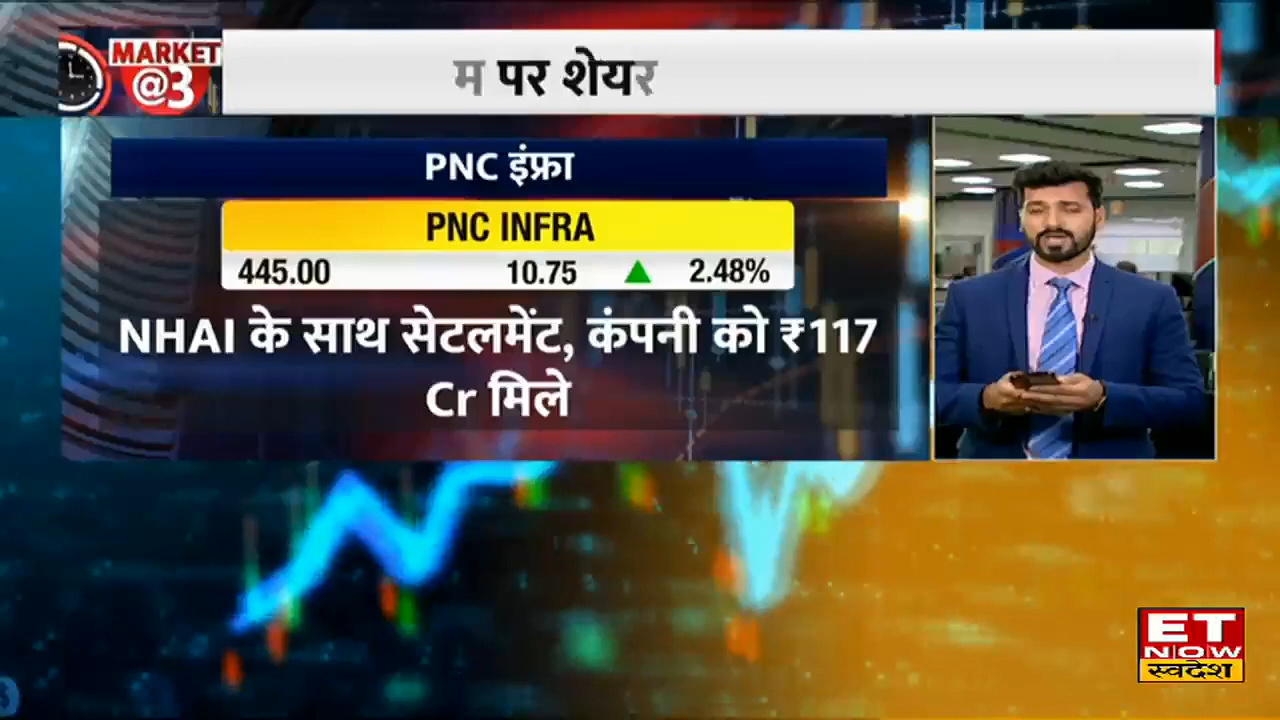 MARKET
@3
म पर शेयर
PNC इंफ्रा
PNC INFRA
445.00 10.75 ▲ 2.48%
NHAI के साथ सेटलमेंट, कंपनी को ₹117
Cr मिले
ET
NOW
स्वदेश